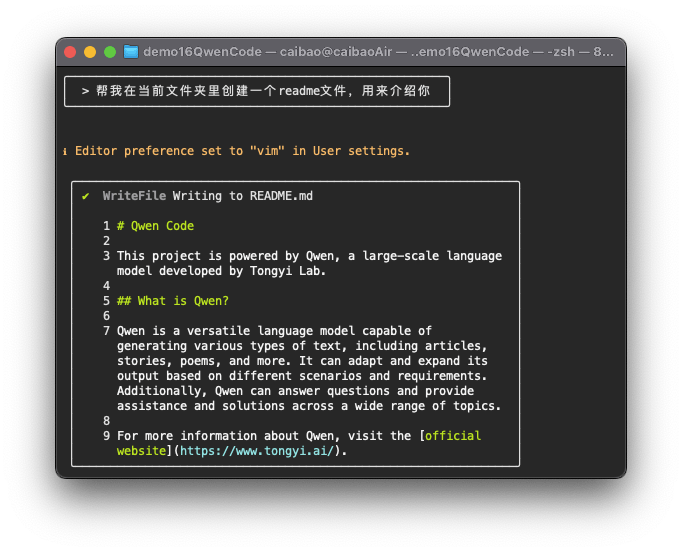 demo16QwenCode — caibao@caibaoAir — ..emo16QwenCode — -zsh — 8...
> 帮我在当前文件夹里创建一个readme文件，用来介绍你
ℹ Editor preference set to "vim" in User settings.
✔ WriteFile Writing to README.md
1 # Qwen Code
2
3 This project is powered by Qwen, a large-scale language
model developed by Tongyi Lab.
4
5 ## What is Qwen?
6
7 Qwen is a versatile language model capable of
generating various types of text, including articles,
stories, poems, and more. It can adapt and expand its
output based on different scenarios and requirements.
Additionally, Qwen can answer questions and provide
assistance and solutions across a wide range of topics.
8
9 For more information about Qwen, visit the [official
website](https://www.tongyi.ai/).